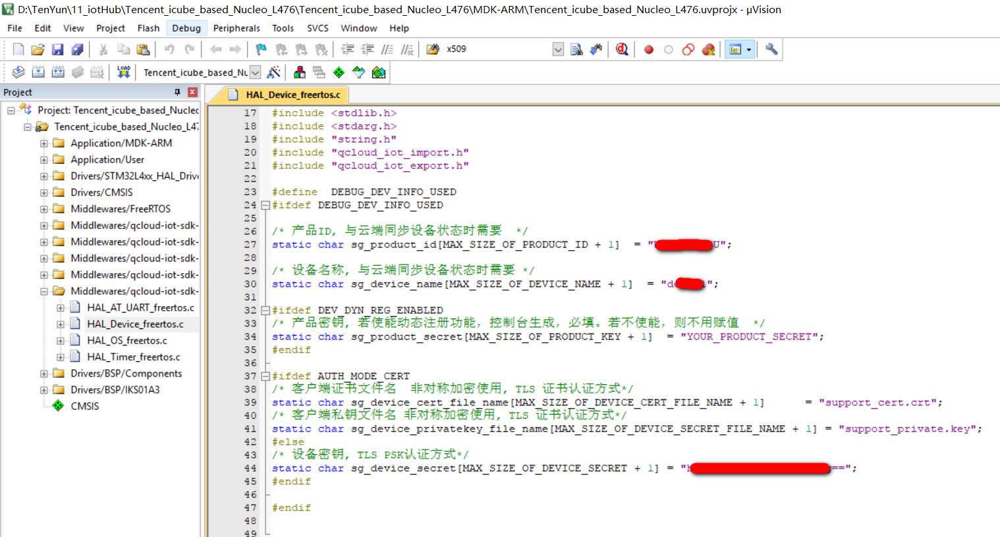 D:\TenYun\11_iotHub\Tencent_icube_based_Nucleo_L476\Tencent_icube_based_Nucleo_L476\MDK-ARM\Tencent_icube_based_Nucleo_L476.uvprojx - µVision
File Edit View Project Flash Debug Peripherals Tools SVCS Window Help
x509
LOAD Tencent_icube_based_Nu
Project
HAL_Device_freertos.c
Project: Tencent_icube_based_Nucleo
Tencent_icube_based_Nucleo_L47
Application/MDK-ARM
Application/User
Drivers/STM32L4xx_HAL_Drive
Drivers/CMSIS
Middlewares/FreeRTOS
Middlewares/qcloud-iot-sdk-
Middlewares/qcloud-iot-sdk-
Middlewares/qcloud-iot-sdk-
Middlewares/qcloud-iot-sdk-
Middlewares/qcloud-iot-sdk-
HAL_AT_UART_freertos.c
HAL_Device_freertos.c
HAL_OS_freertos.c
HAL_Timer_freertos.c
Drivers/BSP/Components
Drivers/BSP/IKS01A3
CMSIS
17 #include <stdlib.h>
18 #include <stdarg.h>
19 #include "string.h"
20 #include "qcloud_iot_import.h"
21 #include "qcloud_iot_export.h"
22
23 #define  DEBUG_DEV_INFO_USED
24 #ifdef DEBUG_DEV_INFO_USED
25
26 /* 产品ID, 与云端同步设备状态时需要  */
27 static char sg_product_id[MAX_SIZE_OF_PRODUCT_ID + 1]  = "U";
28
29 /* 设备名称, 与云端同步设备状态时需要 */
30 static char sg_device_name[MAX_SIZE_OF_DEVICE_NAME + 1]  = "d";
31
32 #ifdef DEV_DYN_REG_ENABLED
33 /* 产品密钥, 若使能动态注册功能，控制台生成，必填。若不使能，则不用赋值  */
34 static char sg_product_secret[MAX_SIZE_OF_PRODUCT_KEY + 1]  = "YOUR_PRODUCT_SECRET";
35 #endif
36
37 #ifdef AUTH_MODE_CERT
38 /* 客户端证书文件名  非对称加密使用, TLS 证书认证方式*/
39 static char sg_device_cert_file_name[MAX_SIZE_OF_DEVICE_CERT_FILE_NAME + 1]      = "support_cert.crt";
40 /* 客户端私钥文件名 非对称加密使用, TLS 证书认证方式*/
41 static char sg_device_privatekey_file_name[MAX_SIZE_OF_DEVICE_SECRET_FILE_NAME + 1] = "support_private.key";
42 #else
43 /* 设备密钥, TLS PSK认证方式*/
44 static char sg_device_secret[MAX_SIZE_OF_DEVICE_SECRET + 1] = "==";
45 #endif
46
47 #endif
48
49